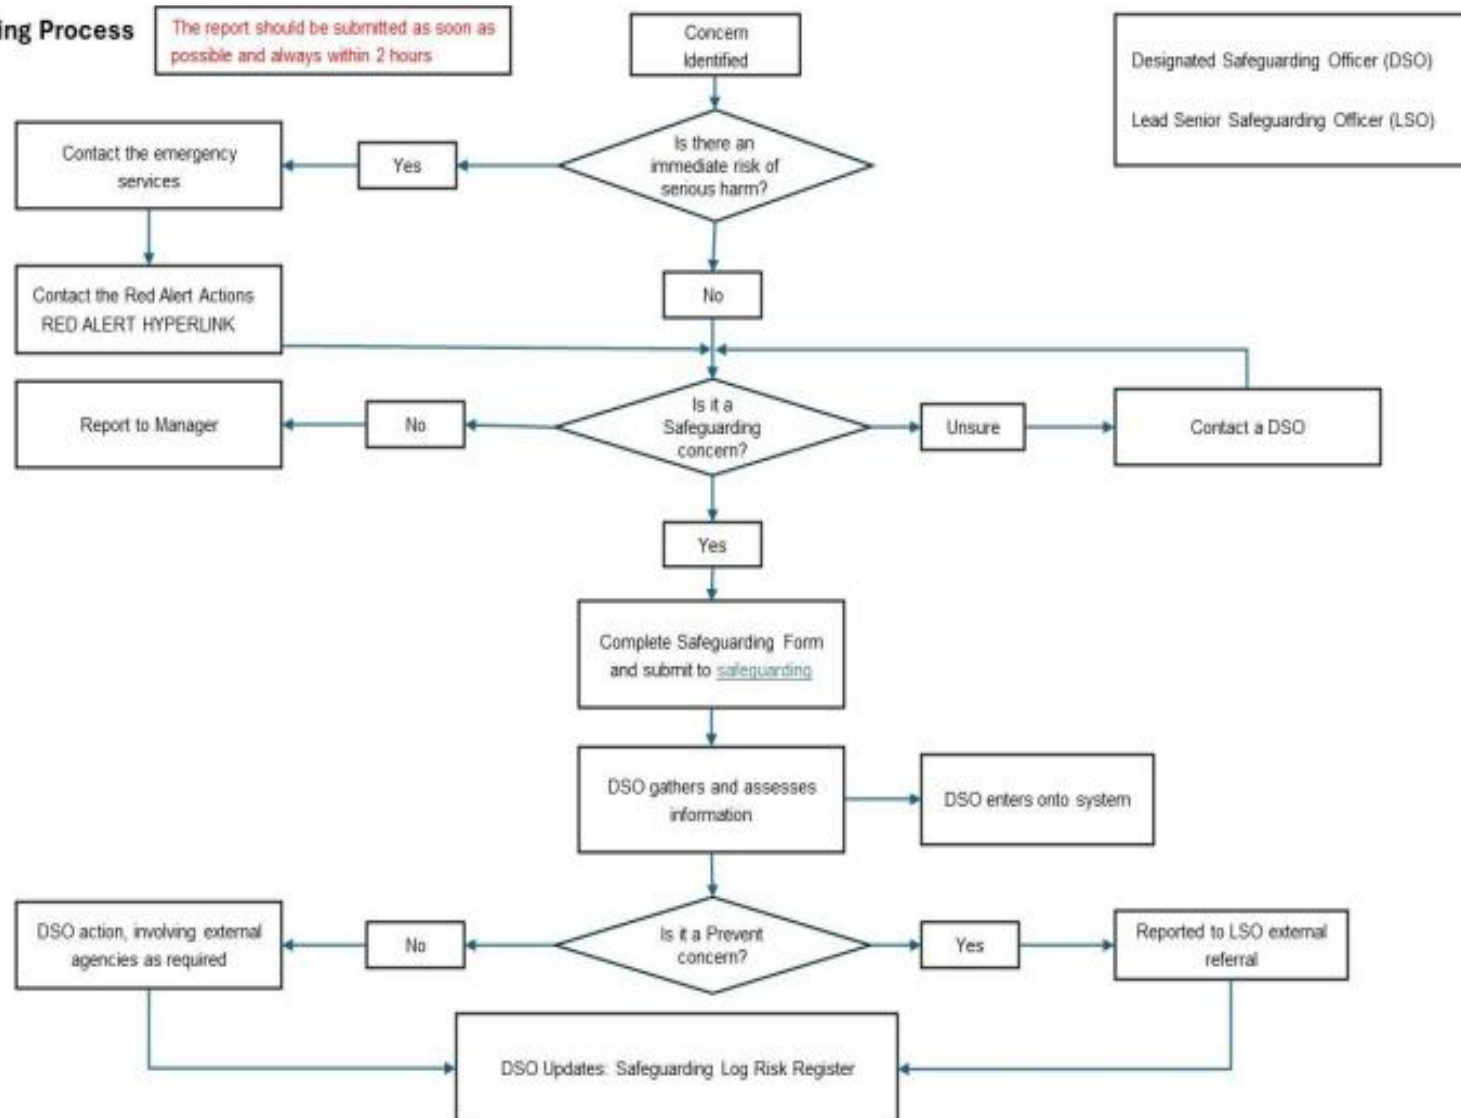 ing Process
The report should be submitted as soon as
possible and always within 2 hours
Concern
Identified
Designated Safeguarding Officer (DSO)
Lead Senior Safeguarding Officer (LSO)
Is there an
immediate risk of
serious harm?
Yes
Contact the emergency
services
No
Contact the Red Alert Actions
RED ALERT HYPERLINK
Is it a
Safeguarding
concern?
No
Report to Manager
Unsure
Contact a DSO
Yes
Complete Safeguarding Form
and submit to safeguarding
DSO gathers and assesses
information
DSO enters onto system
Is it a Prevent
concern?
No
DSO action, involving external
agencies as required
Yes
Reported to LSO external
referral
DSO Updates: Safeguarding Log Risk Register